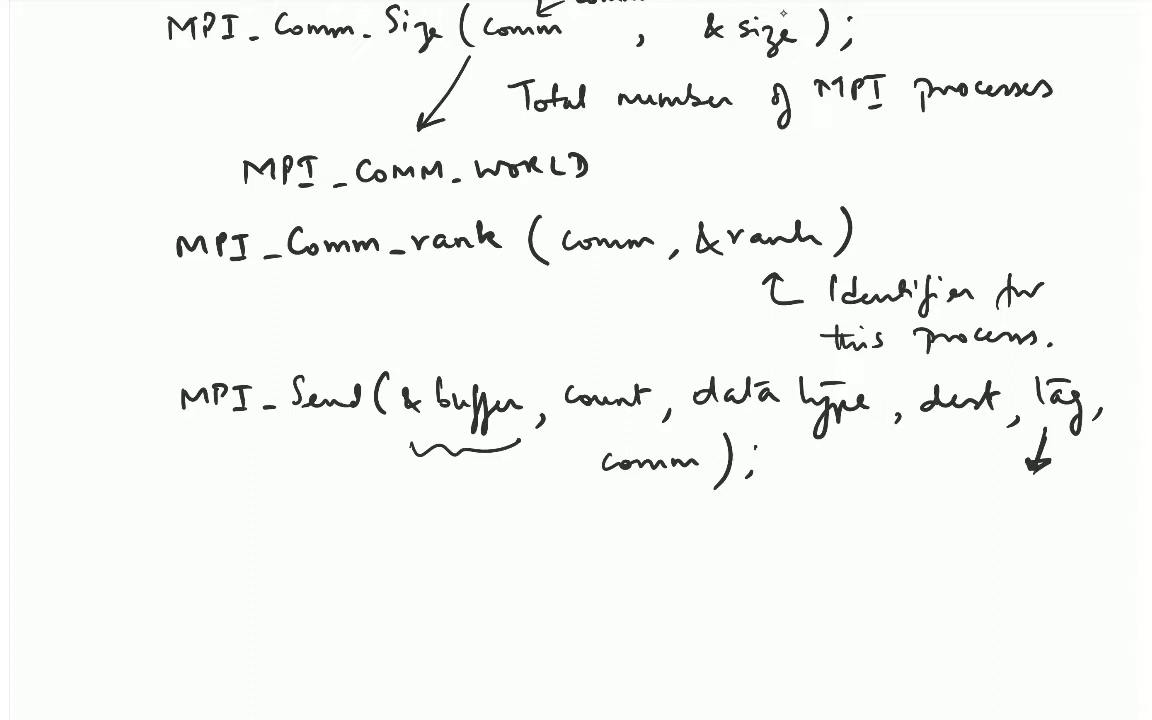 MPI_Comm_Size (comm , & size );
Total number of MPI processes
MPI_COMM_WORLD
MPI_Comm_rank ( comm , & rank )
Identifier for
this process.
MPI_Send ( & buffer , count , data type , dest , tag ,
comm ) ;